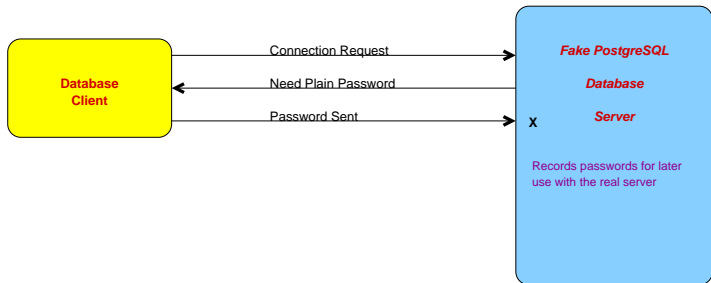 Connection Request
Fake PostgreSQL
Database
Client
Need Plain Password
Database
Password Sent
X
Server
Records passwords for later
use with the real server